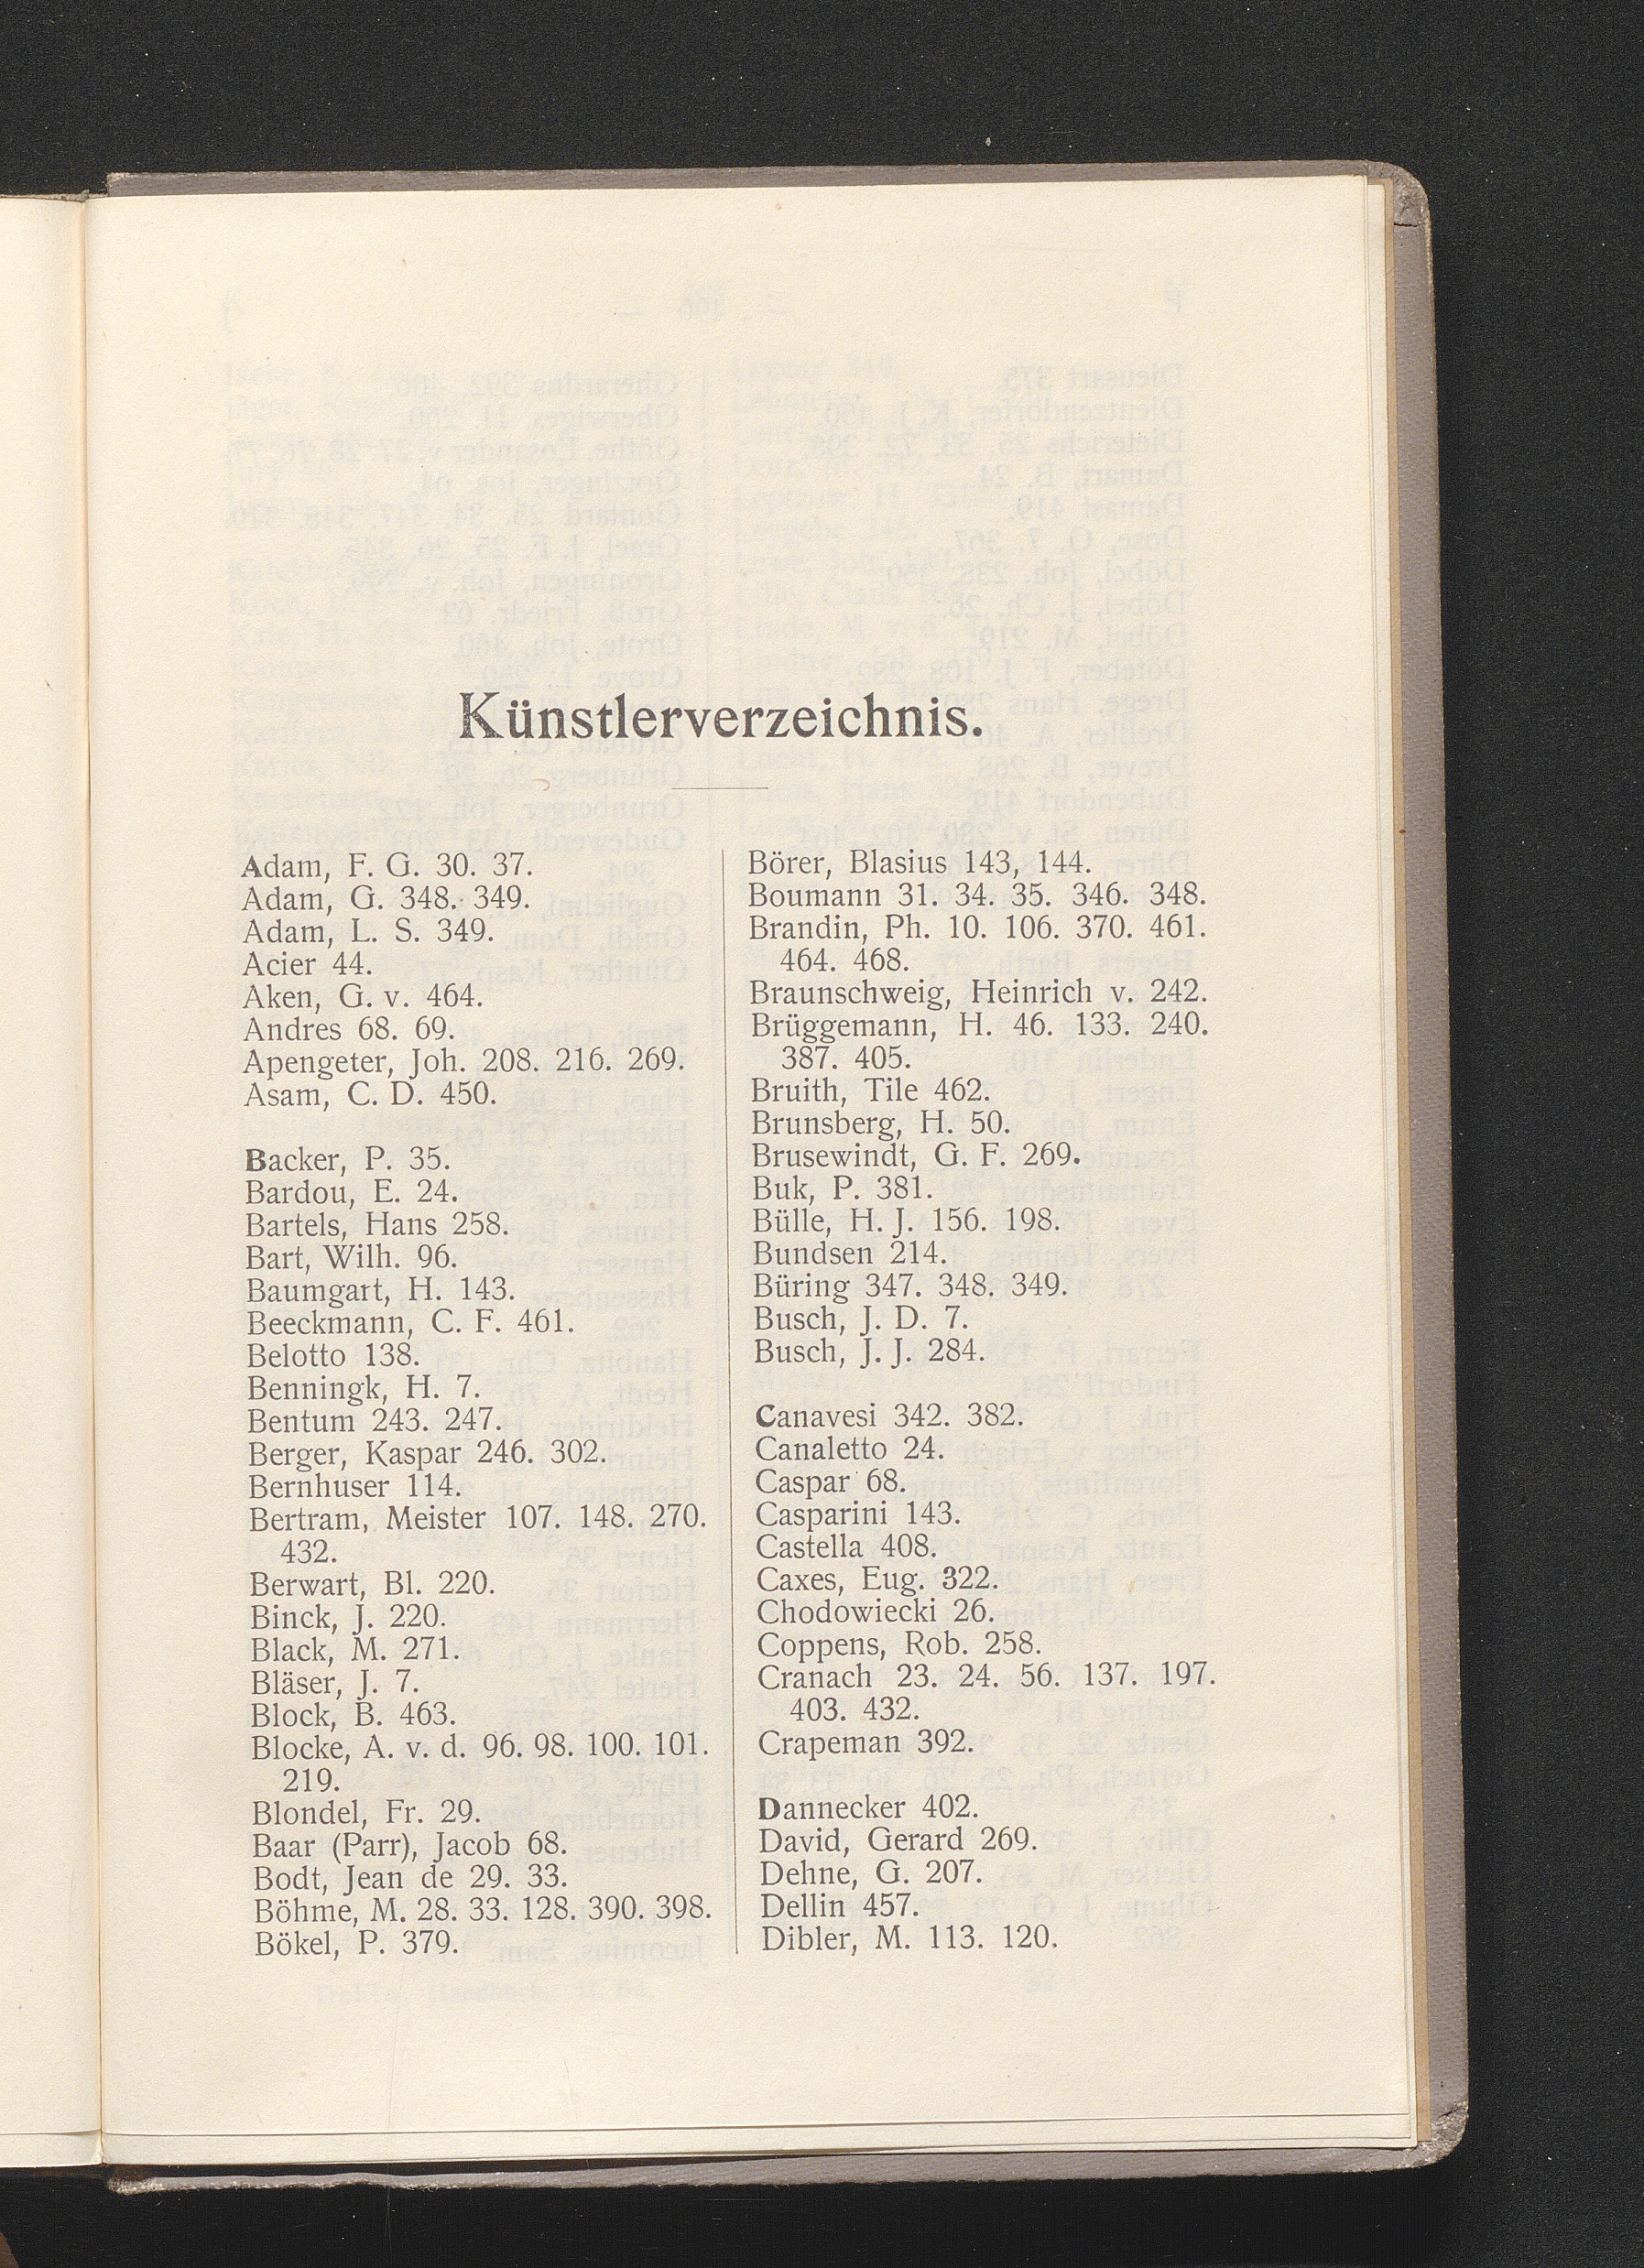 Künstlerverzeichnis.
Adam, F. G. 30. 37.
Adam, G. 348. 349.
Adam, L. S. 349.
Acier 44.
Aken, G. v. 464.
Andres 68. 69.
Apengeter, Joh. 208. 216. 269.
Asam, C. D. 450.
Backer, P. 35.
Bardou, E. 24.
Bartels, Hans 258.
Bart, Wilh. 96.
Baumgart, H. 143.
Beeckmann, C. F. 461.
Belotto 138.
Benningk, H. 7.
Bentum 243. 247.
Berger, Kaspar 246. 302.
Bernhuser 114.
Bertram, Meister 107. 148. 270.
432.
Berwart, Bl. 220.
Binck, J. 220.
Black, M. 271.
Bläser, J. 7.
Block, B. 463.
Blocke, A. v. d. 96. 98. 100. 101.
219.
Blondel, Fr. 29.
Baar (Parr), Jacob 68.
Bodt, Jean de 29. 33.
Böhme, M. 28. 33. 128. 390. 398.
Bökel, P. 379.
Börer, Blasius 143, 144.
Boumann 31. 34. 35. 346. 348.
Brandin, Ph. 10. 106. 370. 461.
464. 468.
Braunschweig, Heinrich v. 242.
Brüggemann, H. 46. 133. 240.
387. 405.
Bruith, Tile 462.
Brunsberg, H. 50.
Brusewindt, G. F. 269.
Buk, P. 381.
Bülle, H. J. 156. 198.
Bundsen 214.
Büring 347. 348. 349.
Busch, J. D. 7.
Busch, J. J. 284.
Canavesi 342. 382.
Canaletto 24.
Caspar 68.
Casparini 143.
Castella 408.
Caxes, Eug. 322.
Chodowiecki 26.
Coppens, Rob. 258.
Cranach 23. 24. 56. 137. 197.
403. 432.
Crapeman 392.
Dannecker 402.
David, Gerard 269.
Dehne, G. 207.
Dellin 457.
Dibler, M. 113. 120.